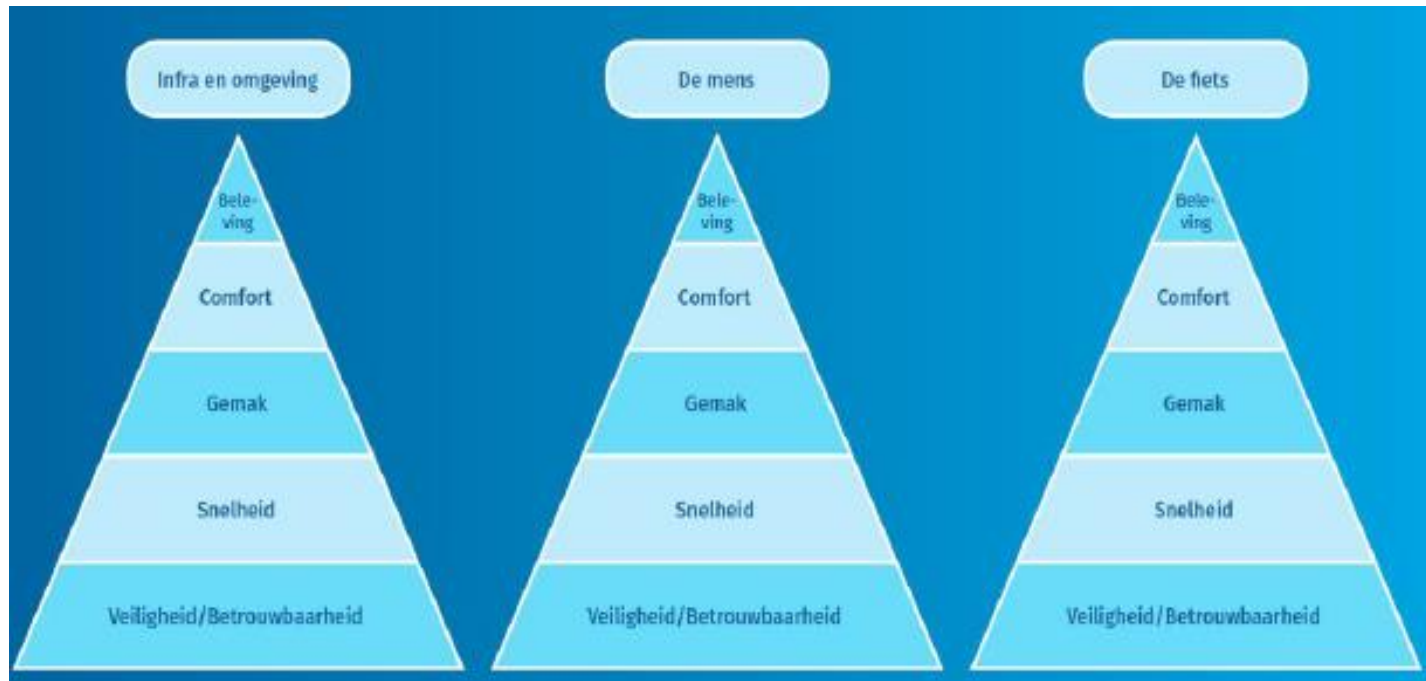 Infra en omgeving
De mens
De fiets
Bele-
ving
Comfort
Gemak
Snelheid
Veiligheid/Betrouwbaarheid
Bele-
ving
Comfort
Gemak
Snelheid
Veiligheid/Betrouwbaarheid
Bele-
ving
Comfort
Gemak
Snelheid
Veiligheid/Betrouwbaarheid